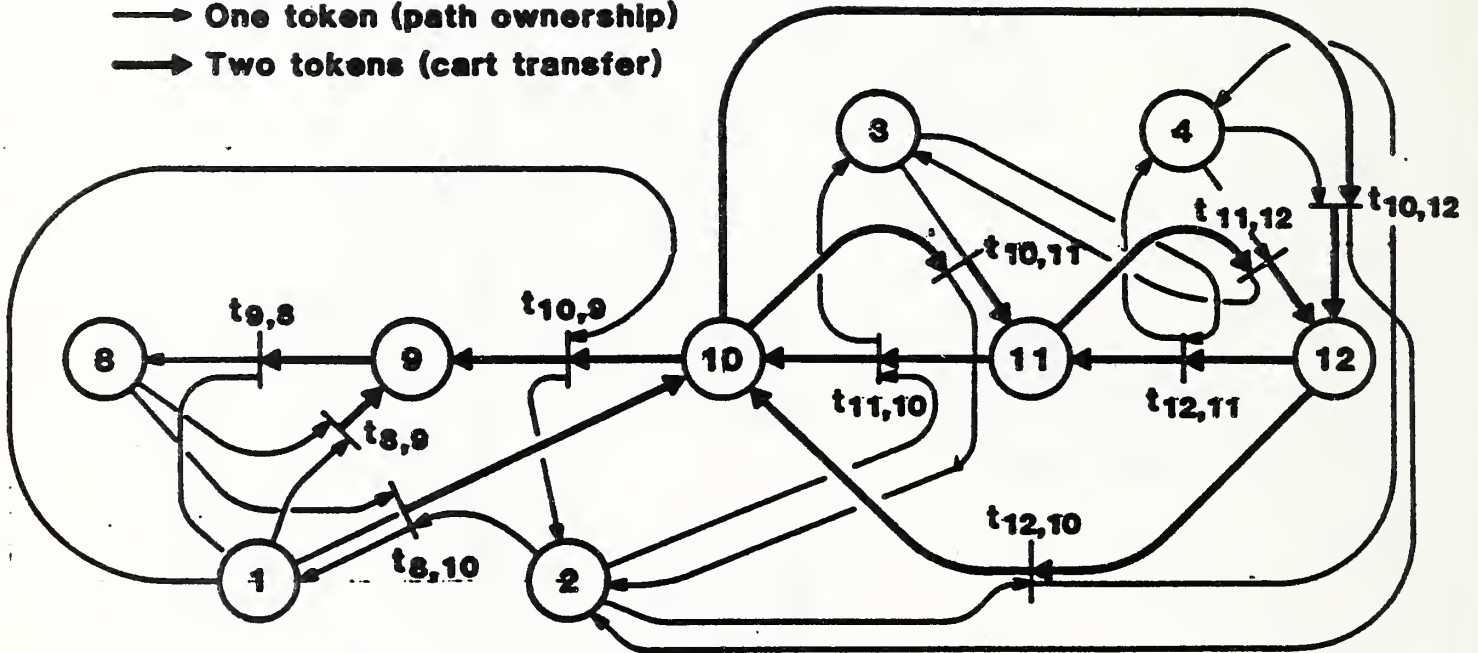 One token (path ownership)
Two tokens (cart transfer)
3
4
t10,12
t11,12
t10,11
t9,8
t10,9
8
9
10
11
12
t11,10
t12,11
t8,9
t12,10
t8,10
1
2